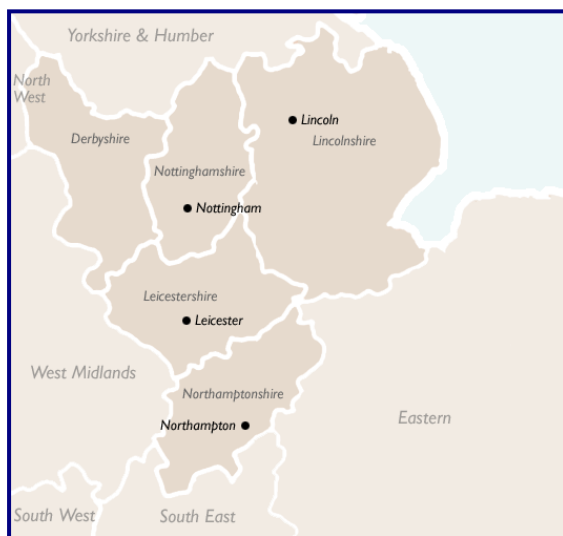 Yorkshire & Humber
North
West
Lincoln
Derbyshire
Lincolnshire
Nottinghamshire
Nottingham
Leicestershire
Leicester
West Midlands
Northamptonshire
Eastern
Northampton
South West
South East